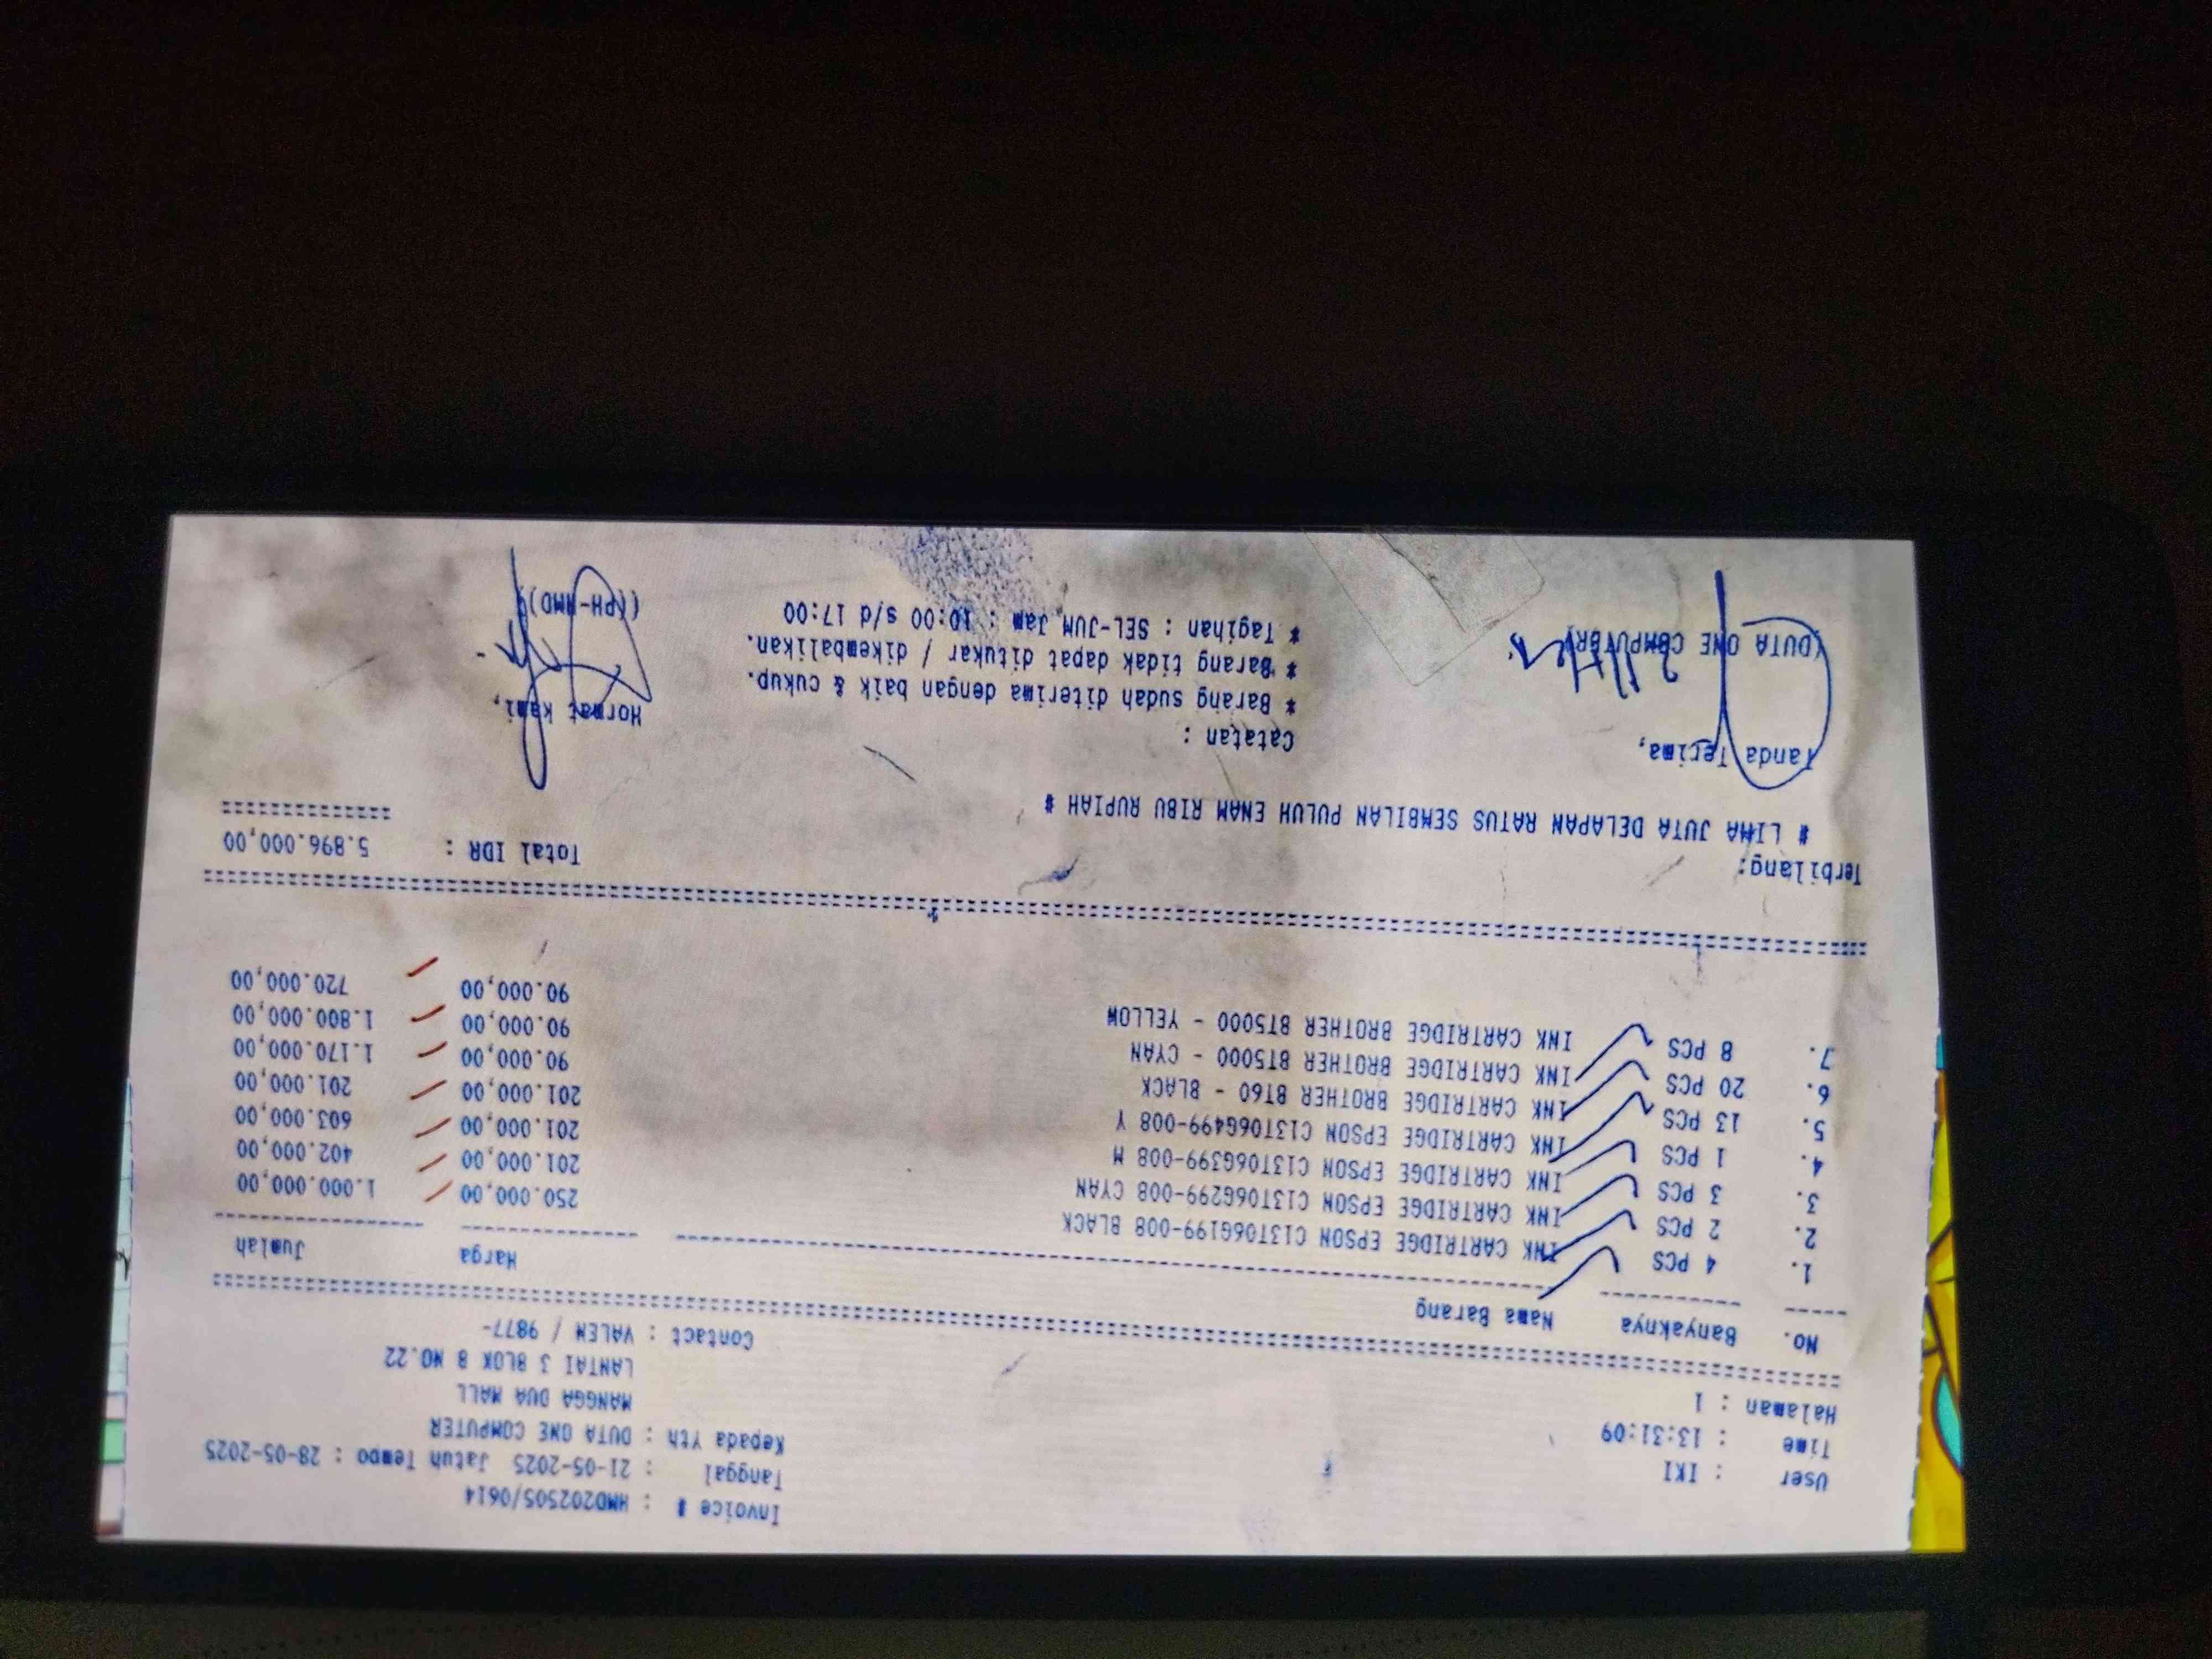 User : IKI Invoice # : HMD202505/0614
Time : 13:31:09 Tanggal : 21-05-2025 Jatuh Tempo : 28-05-2025
Halaman : 1 Kepada Yth : DUTA ONE COMPUTER
MANGGA DUA MALL
LANTAI 3 BLOK B NO.22
Contact : VALEN / 9877-
No. Banyaknya Nama Barang Harga Jumlah
1. 4 PCS INK CARTRIDGE EPSON C13T06G199-008 BLACK 250.000,00 1.000.000,00
2. 2 PCS INK CARTRIDGE EPSON C13T06G299-008 CYAN 201.000,00 402.000,00
3. 3 PCS INK CARTRIDGE EPSON C13T06G399-008 M 201.000,00 603.000,00
4. 1 PCS INK CARTRIDGE EPSON C13T06G499-008 Y 201.000,00 201.000,00
5. 13 PCS INK CARTRIDGE BROTHER BT60 - BLACK 90.000,00 1.170.000,00
6. 20 PCS INK CARTRIDGE BROTHER BT5000 - CYAN 90.000,00 1.800.000,00
7. 8 PCS INK CARTRIDGE BROTHER BT5000 - YELLOW 90.000,00 720.000,00
Terbilang: Total IDR : 5.896.000,00
# LIMA JUTA DELAPAN RATUS SEMBILAN PULUH ENAM RIBU RUPIAH #
Tanda Terima, Catatan : Hormat kami,
* Barang sudah diterima dengan baik & cukup.
* Barang tidak dapat ditukar / dikembalikan.
(DUTA ONE COMPUTER) * Tagihan : SEL-JUM Jam : 10:00 s/d 17:00